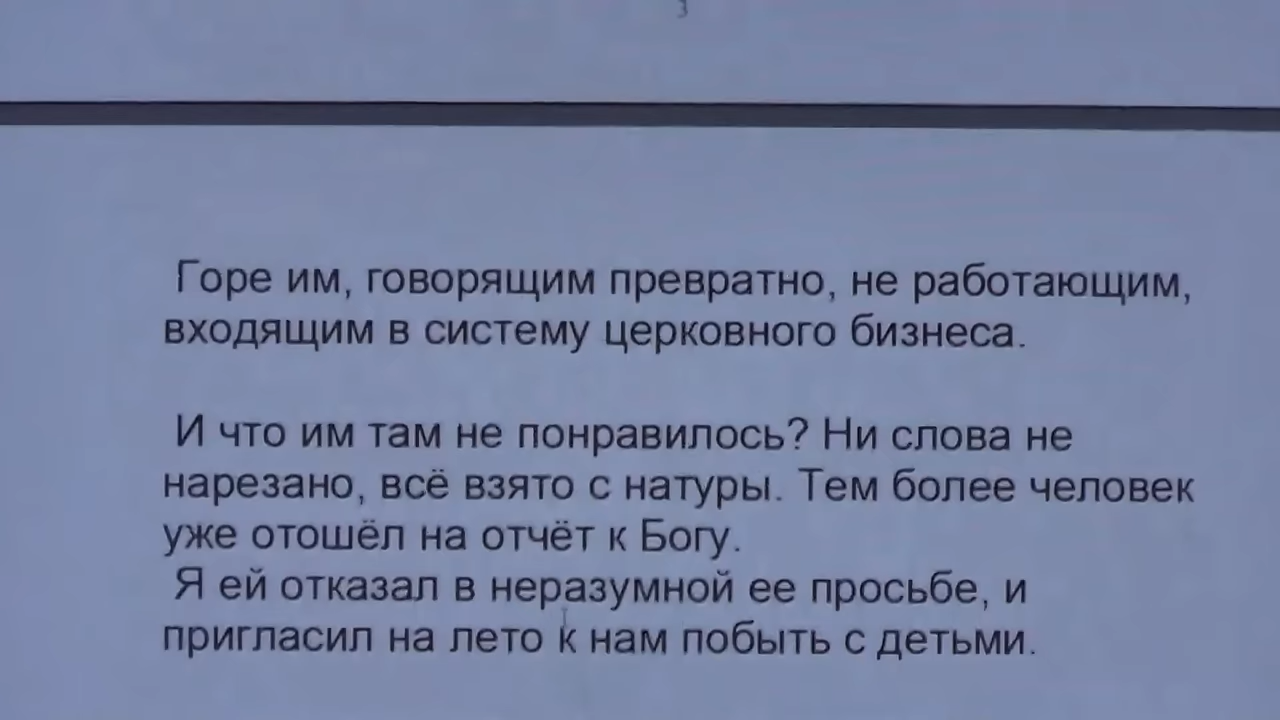 3
Горе им, говорящим превратно, не работающим,
входящим в систему церковного бизнеса.
И что им там не понравилось? Ни слова не
нарезано, всё взято с натуры. Тем более человек
уже отошёл на отчёт к Богу.
Я ей отказал в неразумной ее просьбе, и
пригласил на лето к нам побыть с детьми.